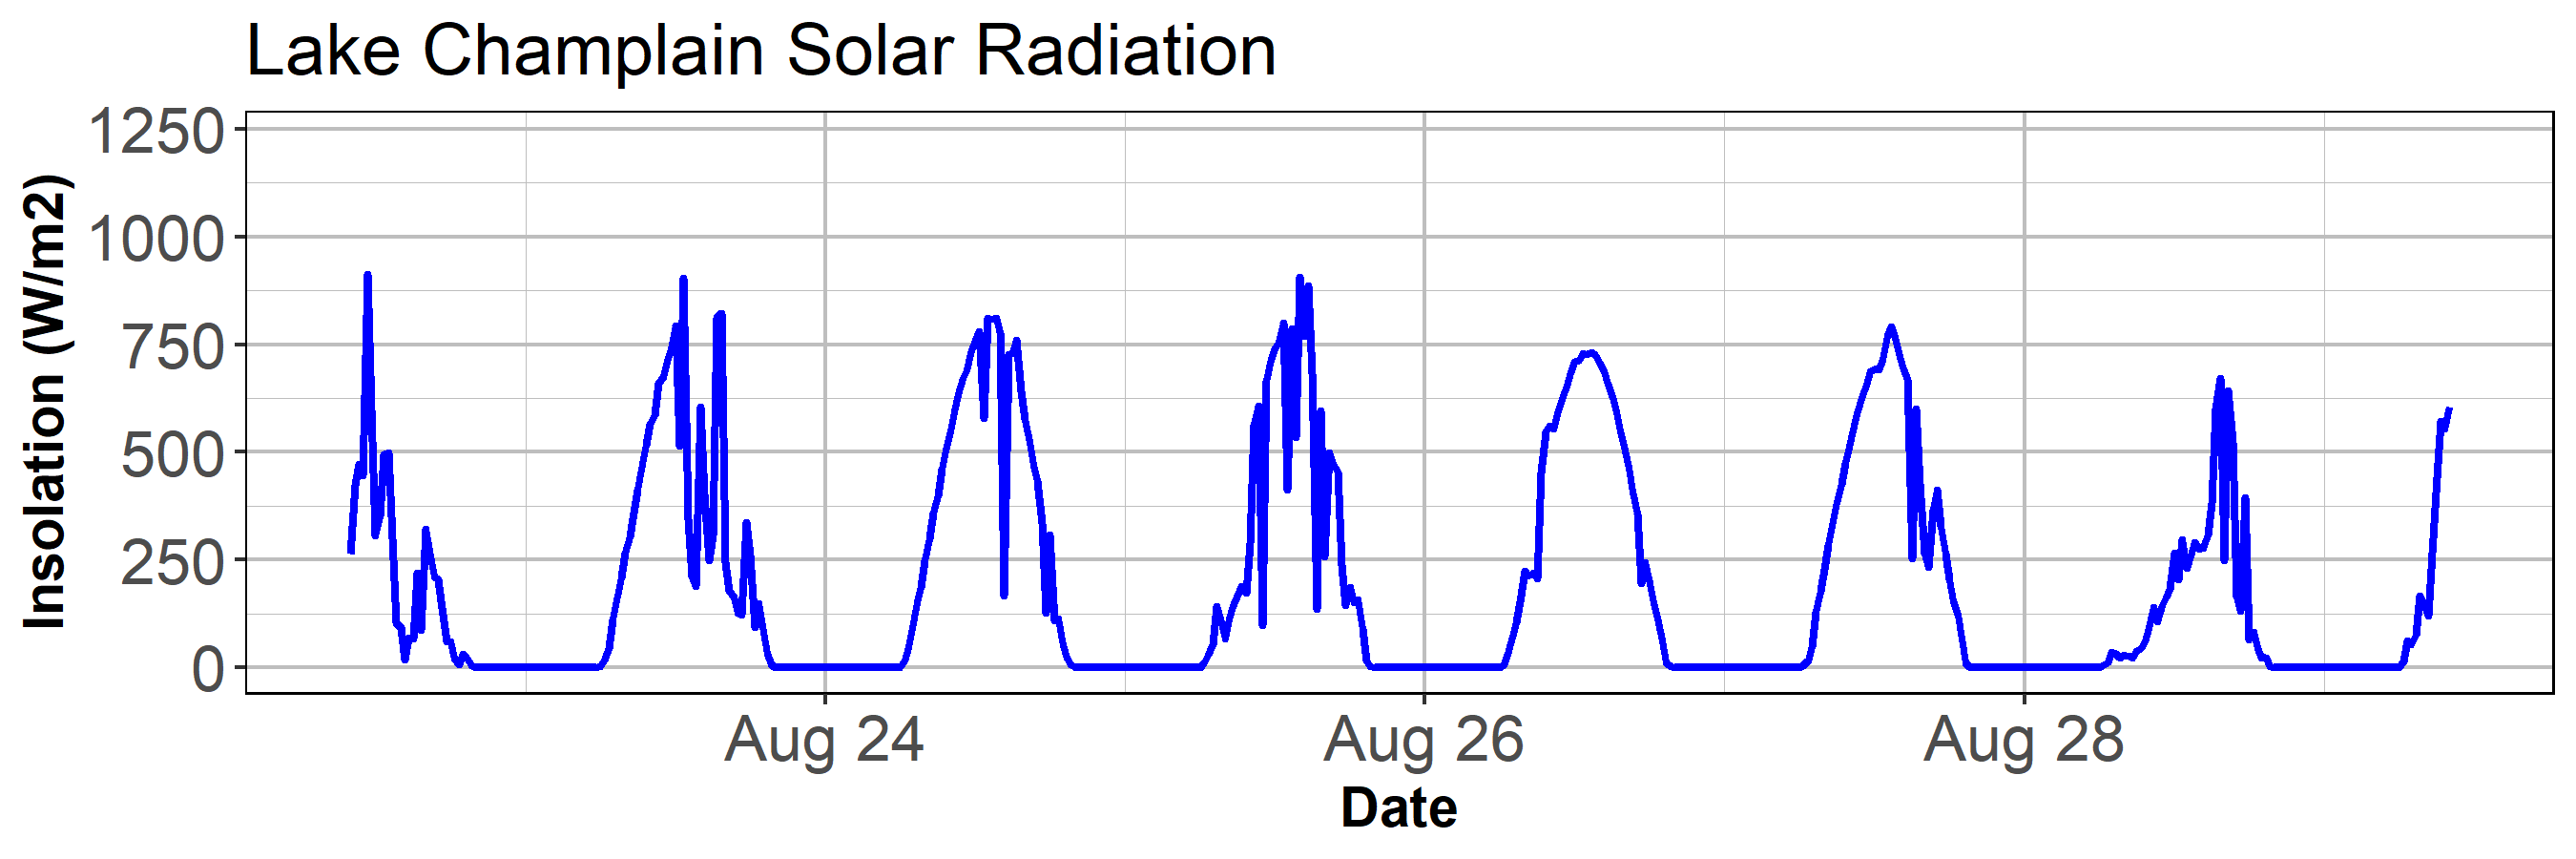 Lake Champlain Solar Radiation
Insolation (W/m2)
1250
1000
750
500
250
0
Aug 24
Aug 26
Aug 28
Date